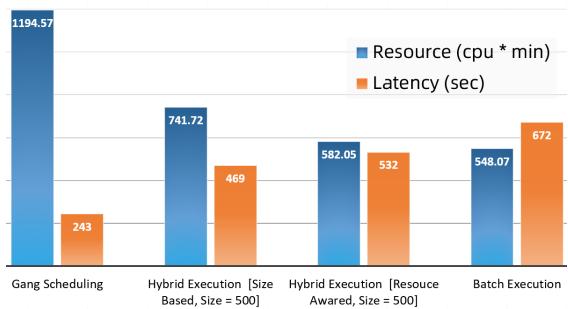 1194.57
Resource (cpu * min)
Latency (sec)
741.72
672
582.05
532
548.07
469
243
Gang Scheduling
Hybrid Execution [Size
Based, Size = 500]
Hybrid Execution [Resouce
Awared, Size = 500]
Batch Execution